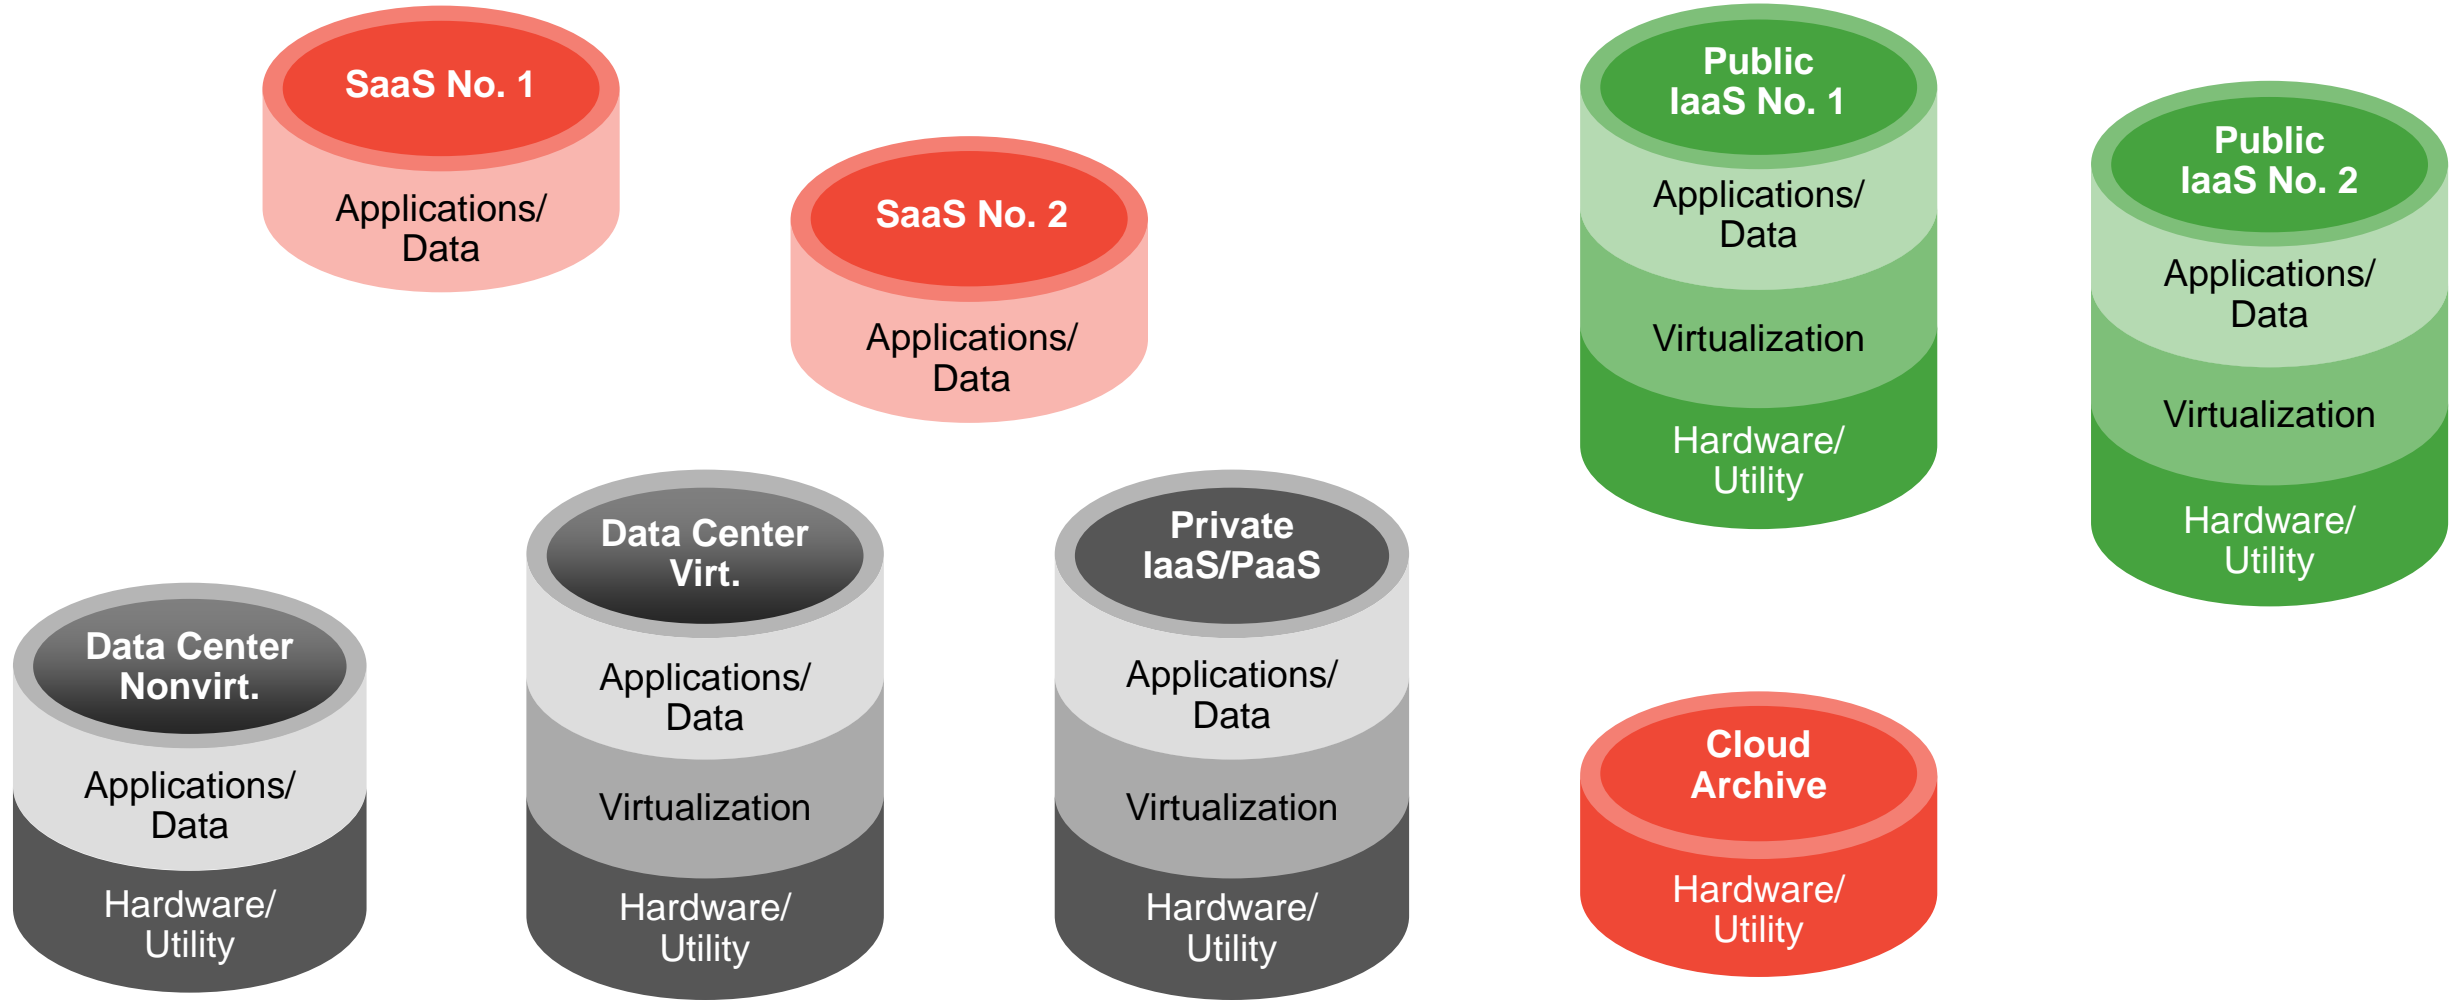 SaaS No. 1
Applications/
Data
SaaS No. 2
Applications/
Data
Public
IaaS No. 1
Applications/
Data
Virtualization
Hardware/
Utility
Public
IaaS No. 2
Applications/
Data
Virtualization
Hardware/
Utility
Data Center
Nonvirt.
Applications/
Data
Hardware/
Utility
Data Center
Virt.
Applications/
Data
Virtualization
Hardware/
Utility
Private
IaaS/PaaS
Applications/
Data
Virtualization
Hardware/
Utility
Cloud
Archive
Hardware/
Utility